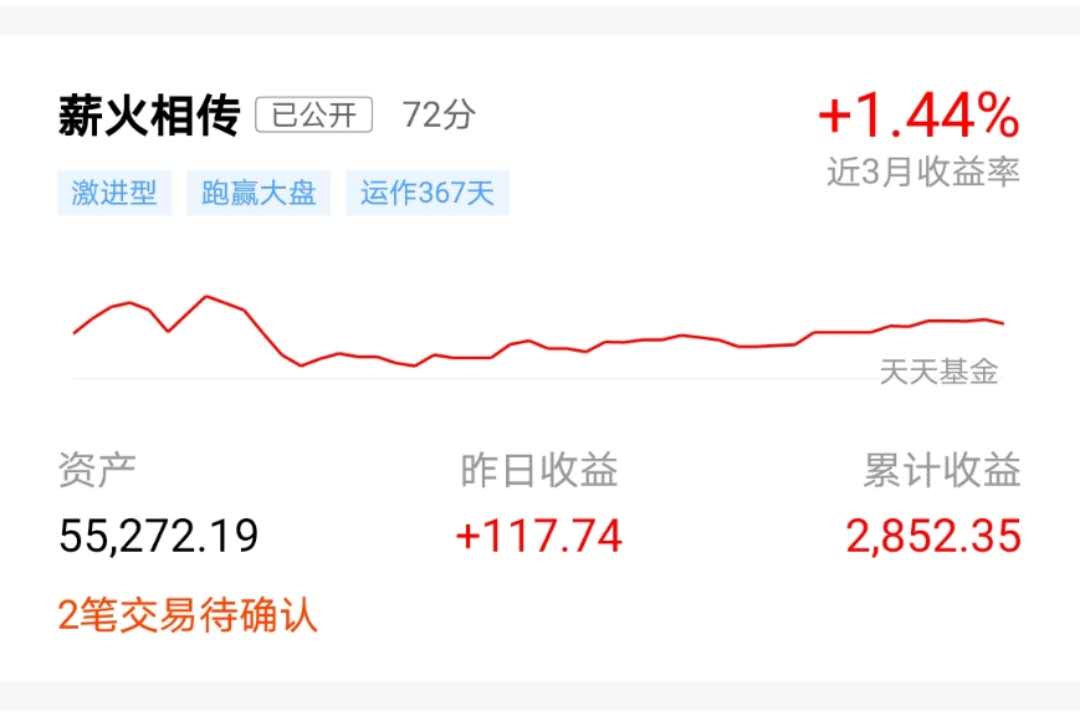 薪火相传 已公开 72分 +1.44%
近3月收益率
激进型 跑赢大盘 运作367天
天天基金
资产 昨日收益 累计收益
55,272.19 +117.74 2,852.35
2笔交易待确认